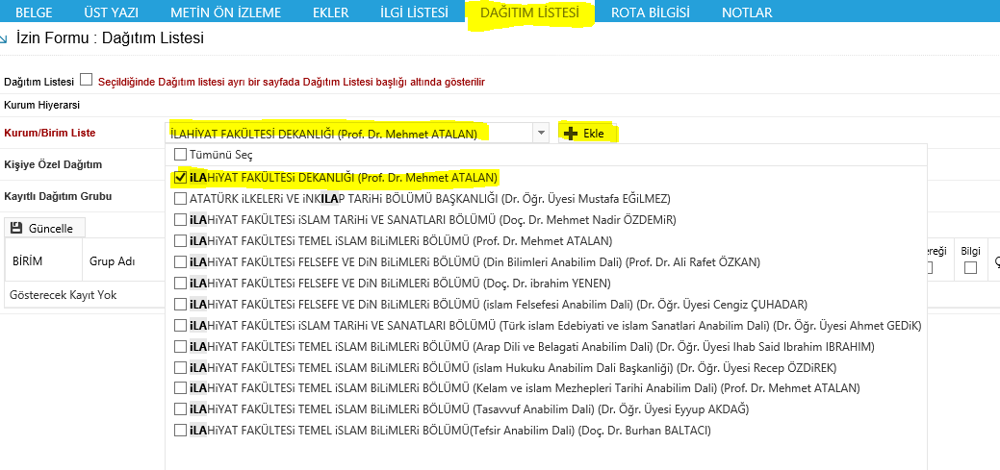 BELGE ÜST YAZI METİN ÖN İZLEME EKLER İLGİ LİSTESİ DAĞITIM LİSTESİ ROTA BİLGİSİ NOTLAR
İzin Formu : Dağıtım Listesi
Dağıtım Listesi Seçildiğinde Dağıtım listesi ayrı bir sayfada Dağıtım Listesi başlığı altında gösterilir
Kurum Hiyerarsi
Kurum/Birim Liste İLAHİYAT FAKÜLTESİ DEKANLIĞI (Prof. Dr. Mehmet ATALAN) Ekle
Tümünü Seç
Kişiye Özel Dağıtım
iLAHiYAT FAKÜLTESi DEKANLIĞI (Prof. Dr. Mehmet ATALAN)
Kayıtlı Dağıtım Grubu
ATATÜRK iLKELERi VE iNKILAP TARiHi BÖLÜMÜ BAŞKANLIĞI (Dr. Öğr. Üyesi Mustafa EĞiLMEZ)
iLAHiYAT FAKÜLTESi iSLAM TARiHi VE SANATLARI BÖLÜMÜ (Doç. Dr. Mehmet Nadir ÖZDEMiR)
Güncelle
iLAHiYAT FAKÜLTESi TEMEL iSLAM BiLiMLERi BÖLÜMÜ (Prof. Dr. Mehmet ATALAN)
BİRİM Grup Adı ereği Bilgi
iLAHiYAT FAKÜLTESi FELSEFE VE DiN BiLiMLERi BÖLÜMÜ (Din Bilimleri Anabilim Dali) (Prof. Dr. Ali Rafet ÖZKAN)
iLAHiYAT FAKÜLTESi FELSEFE VE DiN BiLiMLERi BÖLÜMÜ (Doç. Dr. ibrahim YENEN)
Gösterecek Kayıt Yok
iLAHiYAT FAKÜLTESi FELSEFE VE DiN BiLiMLERi BÖLÜMÜ (islam Felsefesi Anabilim Dali) (Dr. Öğr. Üyesi Cengiz ÇUHADAR)
iLAHiYAT FAKÜLTESi iSLAM TARiHi VE SANATLARI BÖLÜMÜ (Türk islam Edebiyati ve islam Sanatlari Anabilim Dali) (Dr. Öğr. Üyesi Ahmet GEDiK)
iLAHiYAT FAKÜLTESi TEMEL iSLAM BiLiMLERi BÖLÜMÜ (Arap Dili ve Belagati Anabilim Dali) (Dr. Öğr. Üyesi Ihab Said Ibrahim IBRAHIM)
iLAHiYAT FAKÜLTESi TEMEL iSLAM BiLiMLERi BÖLÜMÜ (islam Hukuku Anabilim Dali Başkanliği) (Dr. Öğr. Üyesi Recep ÖZDiREK)
iLAHiYAT FAKÜLTESi TEMEL iSLAM BiLiMLERi BÖLÜMÜ (Kelam ve islam Mezhepleri Tarihi Anabilim Dali) (Prof. Dr. Mehmet ATALAN)
iLAHiYAT FAKÜLTESi TEMEL iSLAM BiLiMLERi BÖLÜMÜ (Tasavvuf Anabilim Dali) (Dr. Öğr. Üyesi Eyyup AKDAĞ)
iLAHiYAT FAKÜLTESi TEMEL iSLAM BiLiMLERi BÖLÜMÜ(Tefsir Anabilim Dali) (Doç. Dr. Burhan BALTACI)